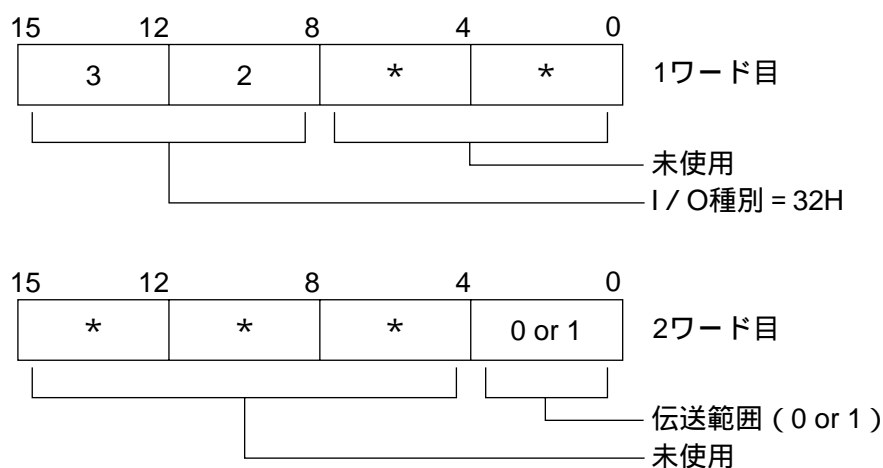 15 12 8 4 0
3 2 * * 1ワード目
未使用
I / O種別 = 32H
15 12 8 4 0
* * * 0 or 1 2ワード目
伝送範囲 ( 0 or 1 )
未使用